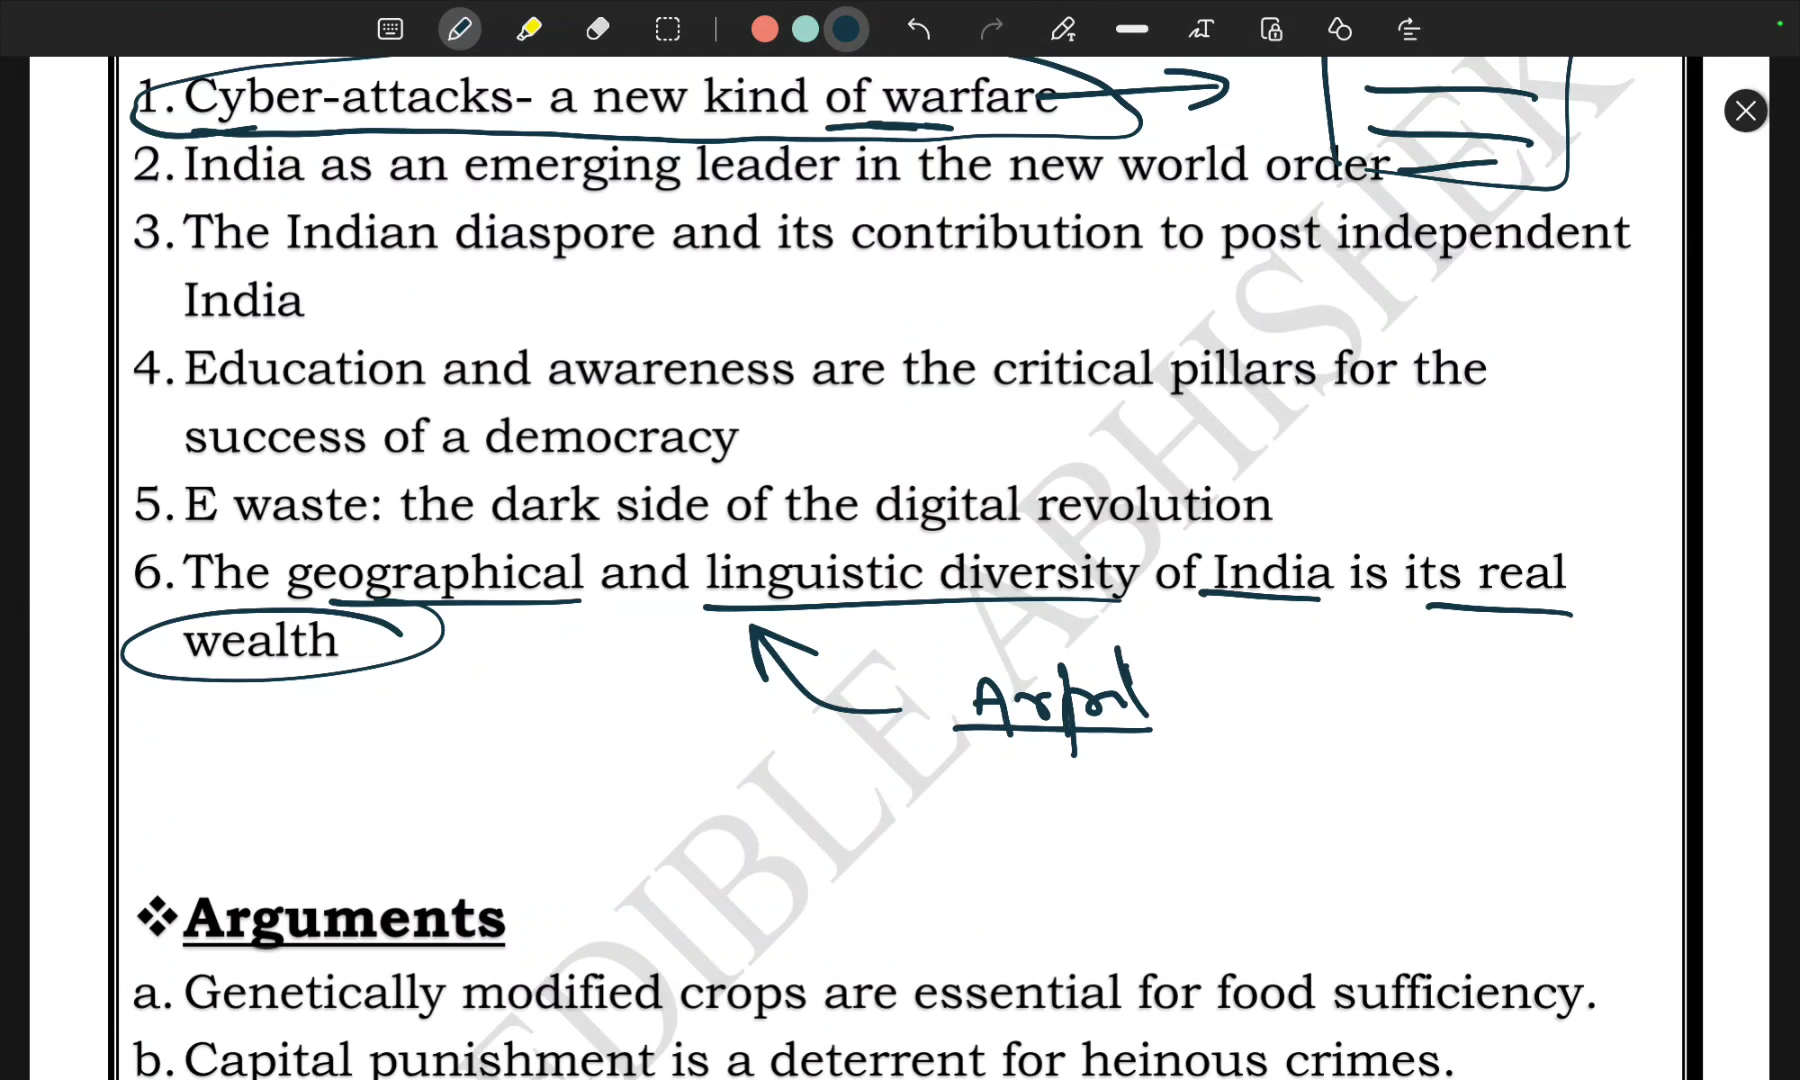 1. Cyber-attacks- a new kind of warfare
2. India as an emerging leader in the new world order
3. The Indian diaspore and its contribution to post independent
India
4. Education and awareness are the critical pillars for the
success of a democracy
5. E waste: the dark side of the digital revolution
6. The geographical and linguistic diversity of India is its real
wealth
❖Arguments
a. Genetically modified crops are essential for food sufficiency.
b. Capital punishment is a deterrent for heinous crimes.
EDIBLE ABHISHEK